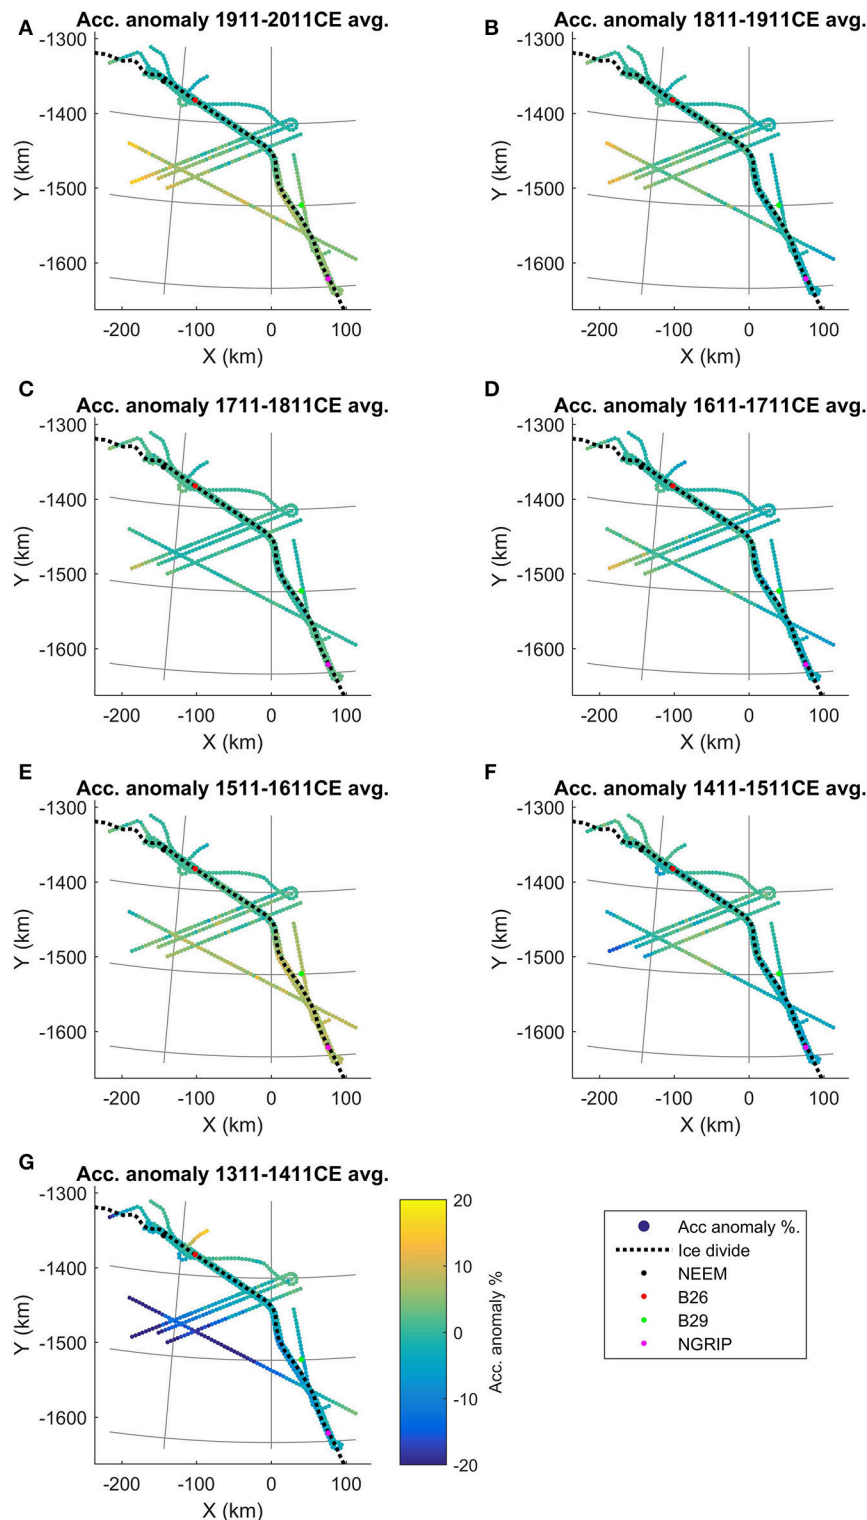 A
Acc. anomaly 1911-2011CE avg.
-1300
-1400
-1500
-1600
Y (km)
-200 -100 0 100
X (km)
B
Acc. anomaly 1811-1911CE avg.
-1300
-1400
-1500
-1600
Y (km)
-200 -100 0 100
X (km)
C
Acc. anomaly 1711-1811CE avg.
-1300
-1400
-1500
-1600
Y (km)
-200 -100 0 100
X (km)
D
Acc. anomaly 1611-1711CE avg.
-1300
-1400
-1500
-1600
Y (km)
-200 -100 0 100
X (km)
E
Acc. anomaly 1511-1611CE avg.
-1300
-1400
-1500
-1600
Y (km)
-200 -100 0 100
X (km)
F
Acc. anomaly 1411-1511CE avg.
-1300
-1400
-1500
-1600
Y (km)
-200 -100 0 100
X (km)
G
Acc. anomaly 1311-1411CE avg.
-1300
-1400
-1500
-1600
Y (km)
-200 -100 0 100
X (km)
20
10
0
-10
-20
Acc. anomaly %
Acc anomaly %.
Ice divide
NEEM
B26
B29
NGRIP